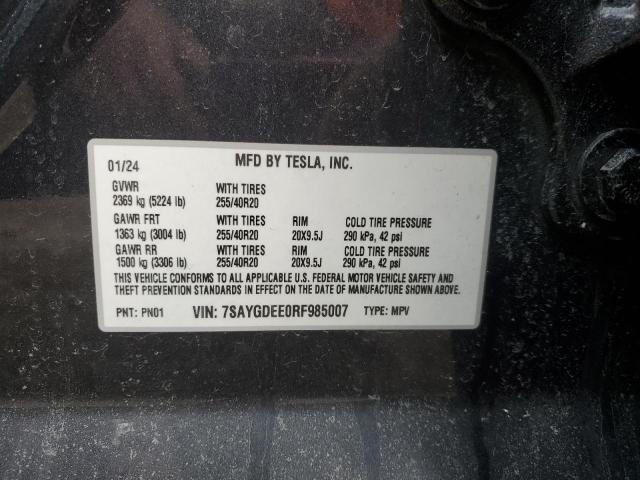 01/24 MFD BY TESLA, INC.
GVWR WITH TIRES
2369 kg (5224 lb) 255/40R20
GAWR FRT WITH TIRES RIM COLD TIRE PRESSURE
1363 kg (3004 lb) 255/40R20 20X9.5J 290 kPa, 42 psi
GAWR RR WITH TIRES RIM COLD TIRE PRESSURE
1500 kg (3306 lb) 255/40R20 20X9.5J 290 kPa, 42 psi
THIS VEHICLE CONFORMS TO ALL APPLICABLE U.S. FEDERAL MOTOR VEHICLE SAFETY AND
THEFT PREVENTION STANDARDS IN EFFECT ON THE DATE OF MANUFACTURE SHOWN ABOVE.
PNT: PN01 VIN: 7SAYGDEE0RF985007 TYPE: MPV